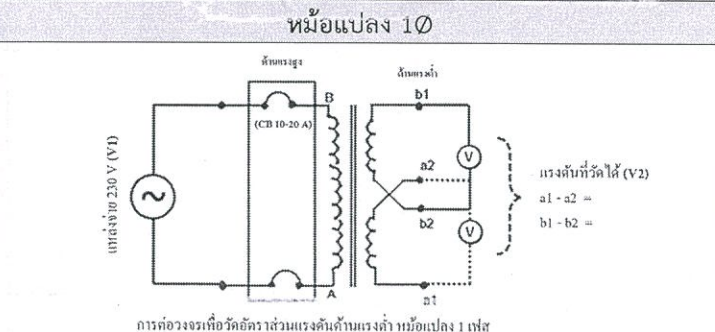 หม้อแปลง 1Ø
ด้านแรงสูง
ด้านแรงต่ำ
B
b1
(CB 10-20 A)
แหล่งจ่าย 230 V (V1)
V
a2
แรงดันที่วัดได้ (V2)
a1 - a2 =
b2
V
b1 - b2 =
A
a1
การต่อวงจรเพื่อวัดอัตราส่วนแรงดันด้านแรงต่ำ หม้อแปลง 1 เฟส